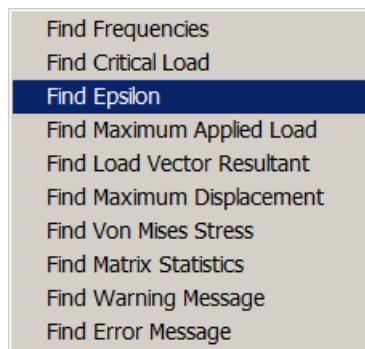 Find Frequencies
Find Critical Load
Find Epsilon
Find Maximum Applied Load
Find Load Vector Resultant
Find Maximum Displacement
Find Von Mises Stress
Find Matrix Statistics
Find Warning Message
Find Error Message